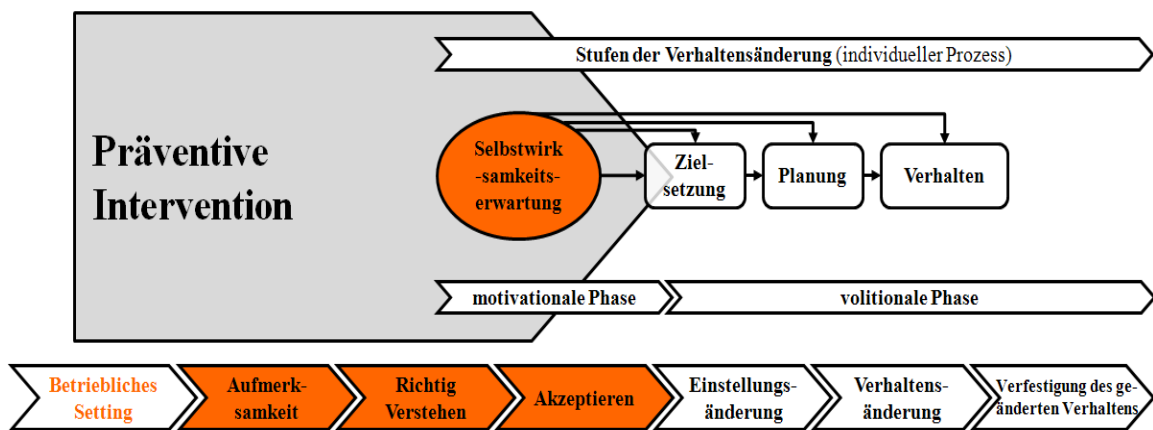 Stufen der Verhaltensänderung (individueller Prozess)
Präventive
Intervention
Selbstwirk
-samkeits-
erwartung
Ziel-
setzung
Planung
Verhalten
motivationale Phase
volitionale Phase
Betriebliches
Setting
Aufmerk-
samkeit
Richtig
Verstehen
Akzeptieren
Einstellungs-
änderung
Verhaltens-
änderung
Verfestigung des ge-
änderten Verhaltens